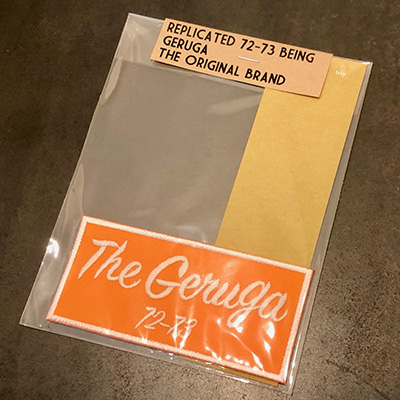 REPLICATED 72-73 BEING
GERUGA
THE ORIGINAL BRAND
The Geruga
72-73